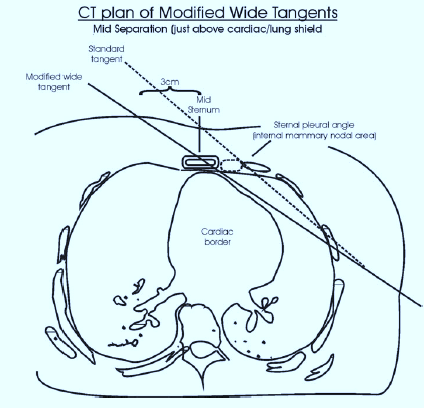 CT plan of Modified Wide Tangents
Mid Separation (just above cardiac/lung shield
Standard
tangent
Modified wide
tangent
3cm
Mid
Sternum
Sternal pleural angle
(internal mammary nodal area)
Cardiac
border